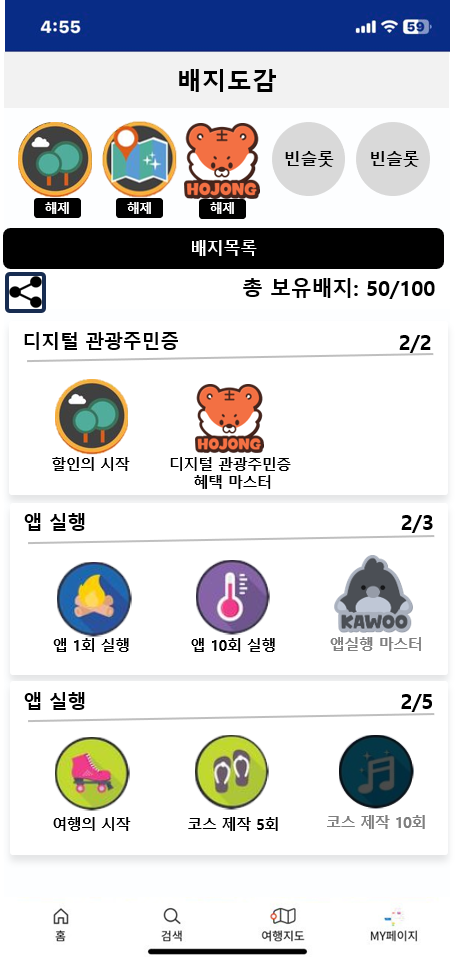 4:55
59
배지도감
HOJONG
빈슬롯
빈슬롯
해제
해제
해제
배지목록
총 보유배지: 50/100
디지털 관광주민증
2/2
HOJONG
할인의 시작
디지털 관광주민증
혜택 마스터
앱 실행
2/3
KAWOO
앱 1회 실행
앱 10회 실행
앱실행 마스터
앱 실행
2/5
여행의 시작
코스 제작 5회
코스 제작 10회
홈
검색
여행지도
MY페이지